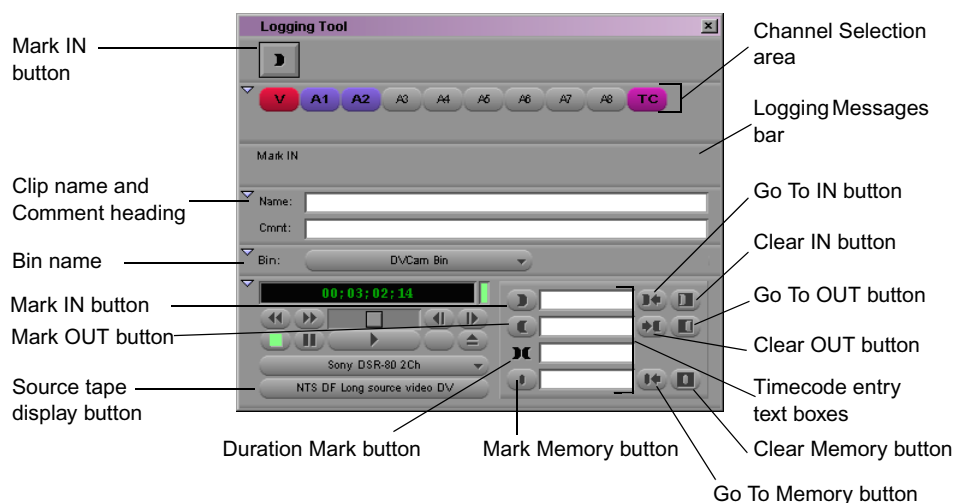 Logging Tool
Mark IN
button
Channel Selection
area
V A1 A2 A3 A4 A5 A6 A7 A8 TC
Logging Messages
bar
Mark IN
Clip name and
Comment heading
Name:
Cmnt:
Go To IN button
Clear IN button
Bin name
Bin: DVCam Bin
Go To OUT button
Mark IN button
00;03;02;14
Mark OUT button
Clear OUT button
Sony DSR-80 2Ch
Source tape
display button
NTS DF Long source video DV
Timecode entry
text boxes
Duration Mark button
Mark Memory button
Clear Memory button
Go To Memory button